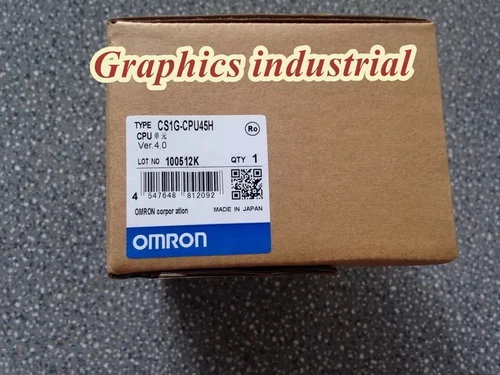 Graphics industrial
TYPE CS1G-CPU45H
CPU 单元
Ver.4.0
Ro
LOT NO 100512K QTY 1
4 547648 812092
OMRON corpor ation MADE IN JAPAN
OMRON